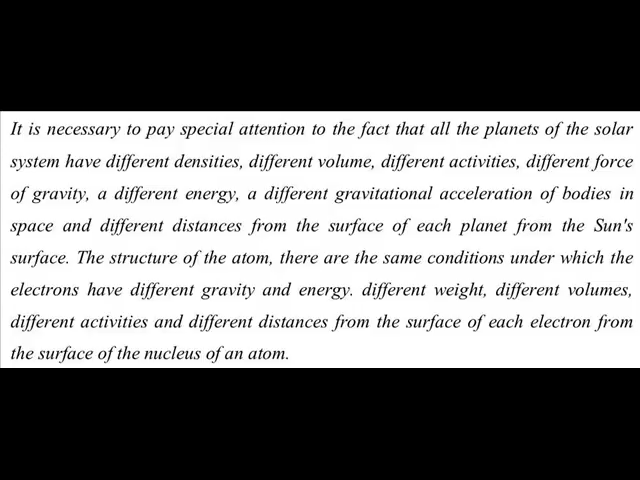 It is necessary to pay special attention to the fact that all the planets of the solar
system have different densities, different volume, different activities, different force
of gravity, a different energy, a different gravitational acceleration of bodies in
space and different distances from the surface of each planet from the Sun's
surface. The structure of the atom, there are the same conditions under which the
electrons have different gravity and energy. different weight, different volumes,
different activities and different distances from the surface of each electron from
the surface of the nucleus of an atom.